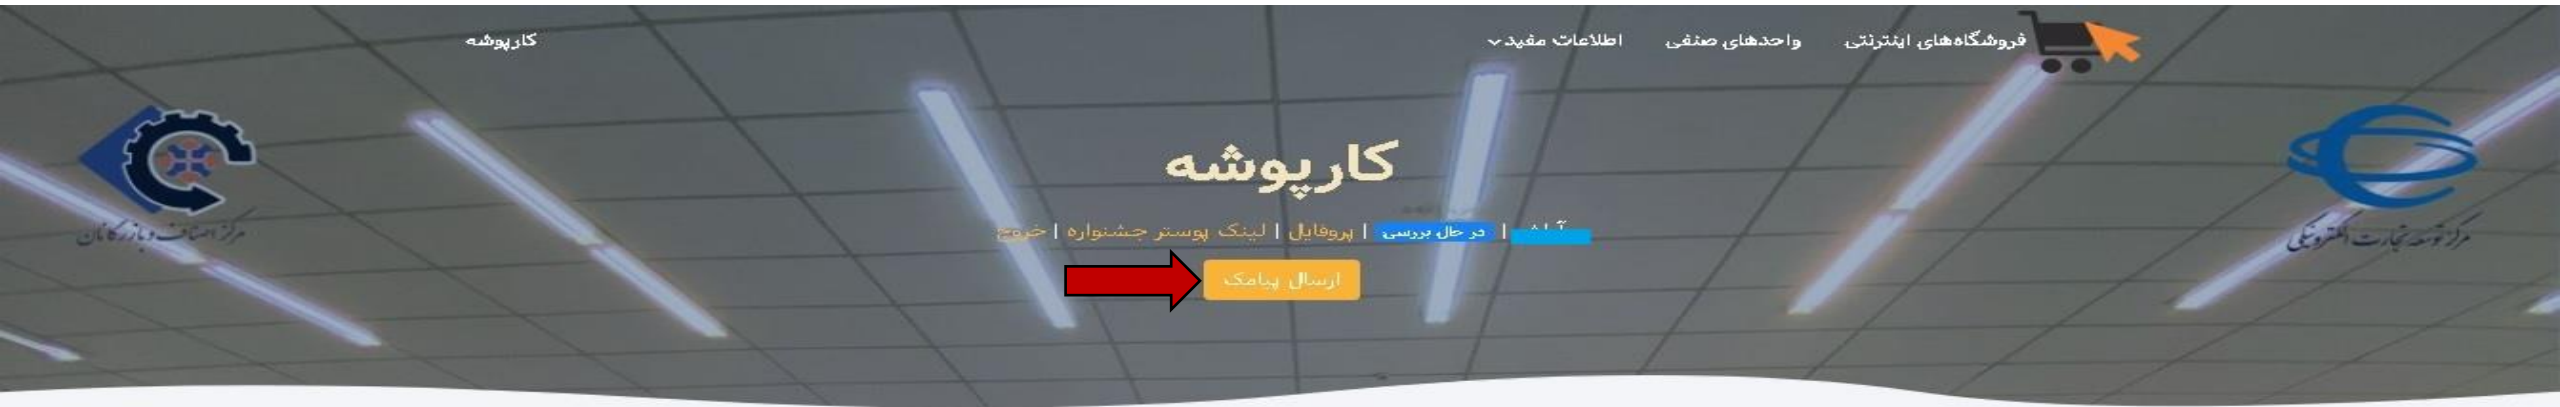 فروشگاه‌های اینترنتی واحدهای صنفی اطلاعات مفید کارپوشه
مرکز توسعه تجارت الکترونیکی
مرکز اصناف و بازرگانان
کارپوشه
| در حال بررسی | پروفایل | لینک پوستر جشنواره | خروج
ارسال پیامک